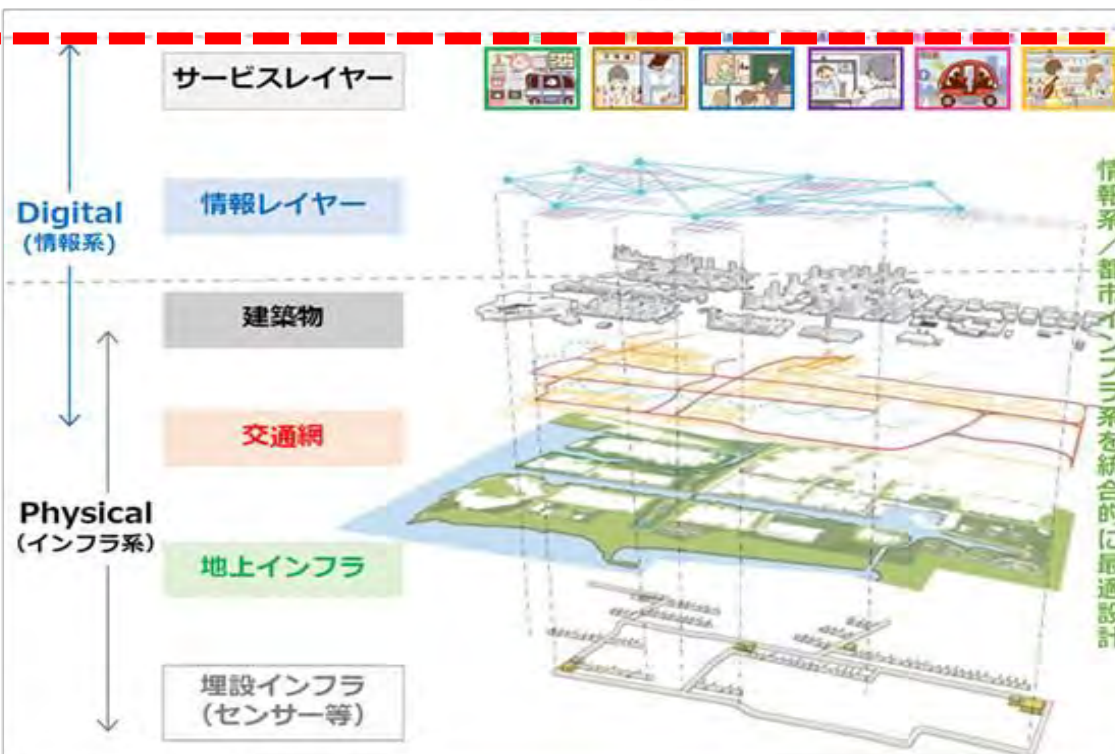 サービスレイヤー
Digital
(情報系)
情報レイヤー
建築物
交通網
Physical
(インフラ系)
地上インフラ
埋設インフラ
(センサー等)
情報系/都市インフラ系を統合的に最適設計